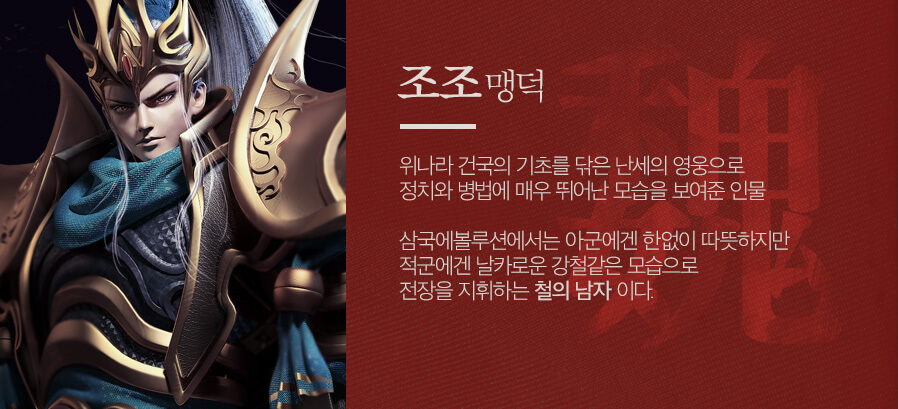 조조 맹덕
위나라 건국의 기초를 닦은 난세의 영웅으로
정치와 병법에 매우 뛰어난 모습을 보여준 인물
삼국에볼루션에서는 아군에겐 한없이 따뜻하지만
적군에겐 날카로운 강철같은 모습으로
전장을 지휘하는 철의 남자 이다.
魏